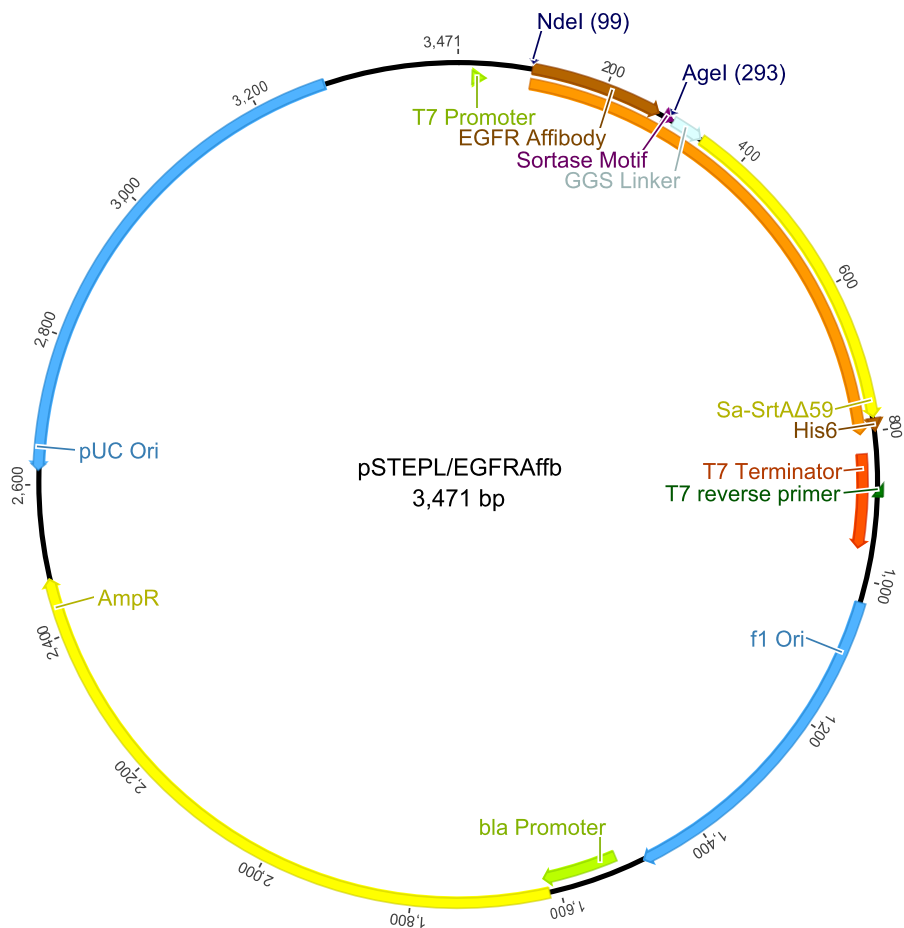 NdeI (99)
3,471
200
AgeI (293)
T7 Promoter
EGFR Affibody
Sortase Motif
GGS Linker
400
600
Sa-SrtAΔ59
His6
800
T7 Terminator
T7 reverse primer
1,000
f1 Ori
1,200
1,400
bla Promoter
1,600
1,800
2,000
2,200
2,400
AmpR
2,600
pUC Ori
2,800
3,000
3,200
pSTEPL/EGFRAffb
3,471 bp